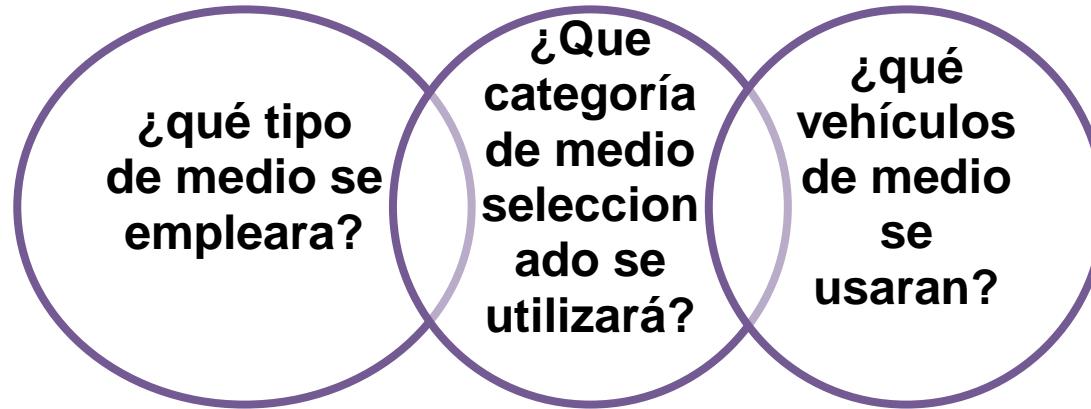 ¿qué tipo
de medio se
empleara?
¿Que
categoría
de medio
seleccion
ado se
utilizará?
¿qué
vehículos
de medio
se
usaran?